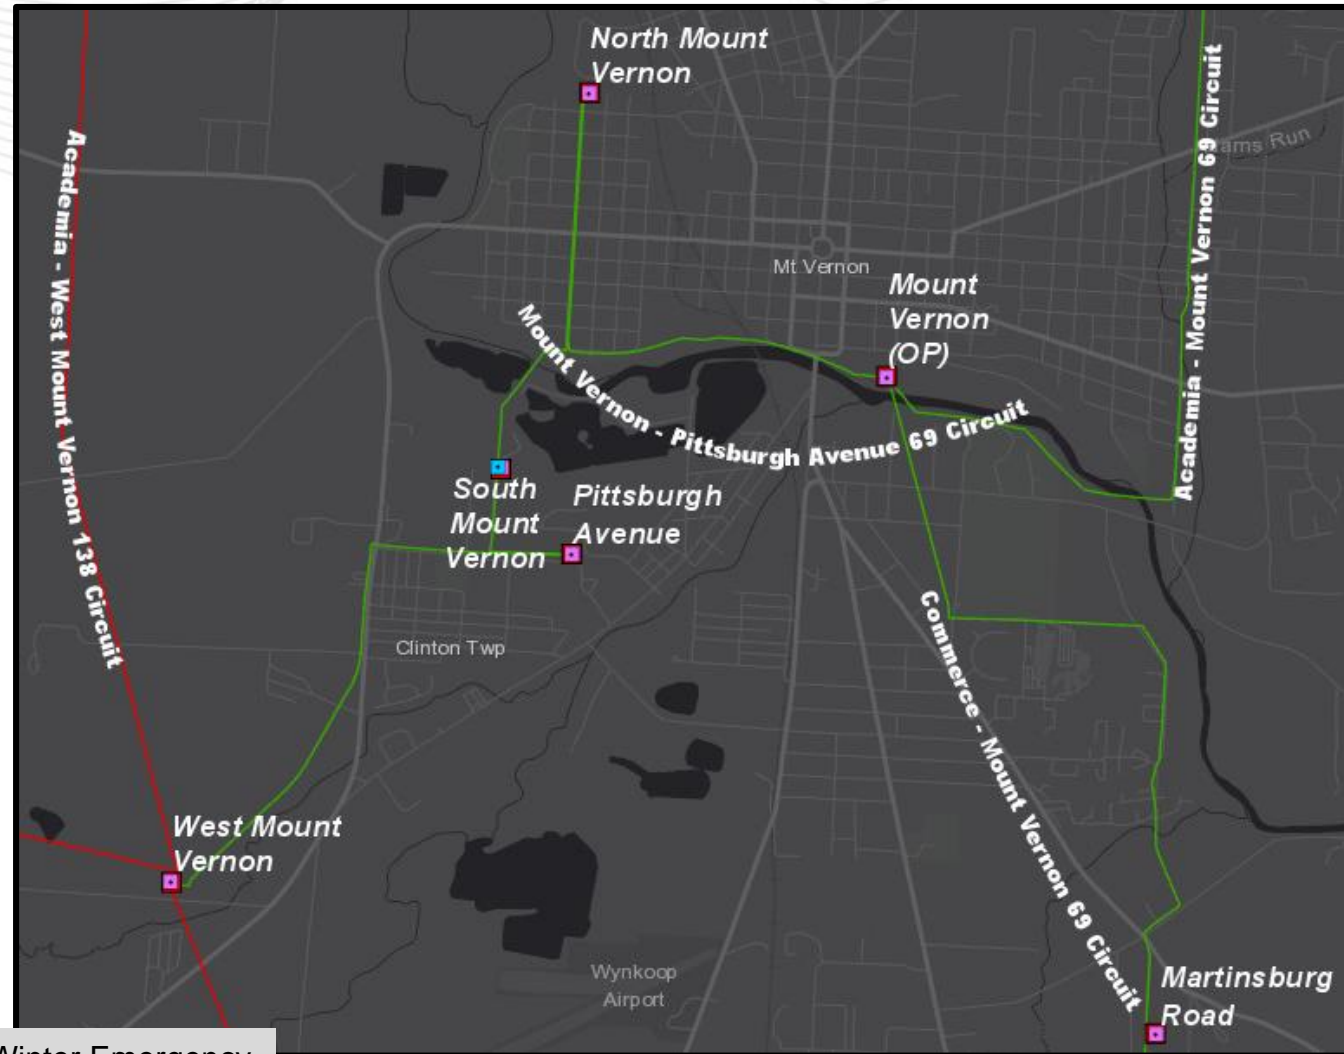 North Mount
Vernon
Academia - Mount Vernon 69 Circuit
Academia - West Mount Vernon 138 Circuit
Mt Vernon
Mount
Vernon
(OP)
Mount Vernon - Pittsburgh Avenue 69 Circuit
South
Mount
Vernon
Pittsburgh
Avenue
Clinton Twp
Commerce - Mount Vernon 69 Circuit
West Mount
Vernon
Wynkoop
Airport
Martinsburg
Road
Run
Emergency